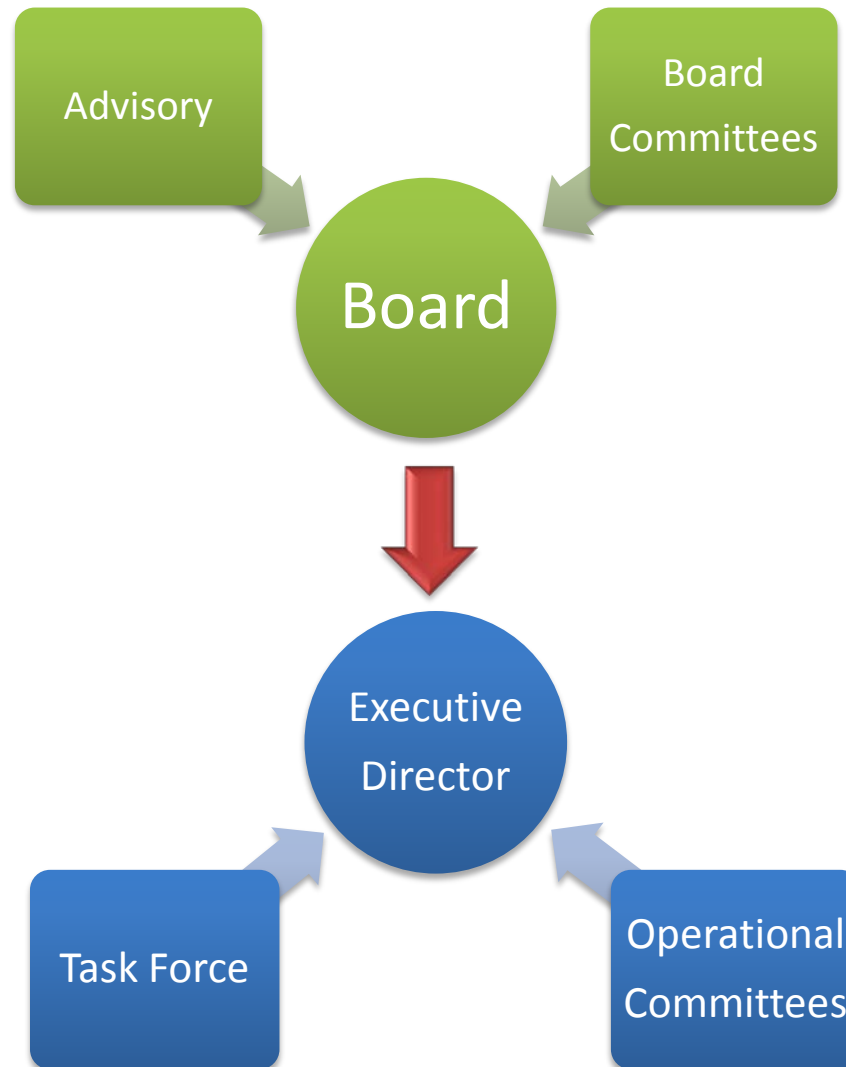 Advisory
Board
Committees
Board
Executive
Director
Task Force
Operational
Committees